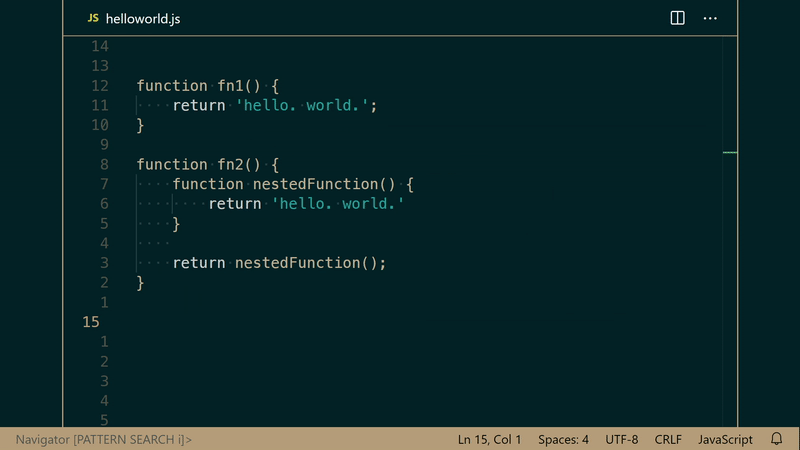 JS helloworld.js
14
13
12 function fn1() {
11 return 'hello. world.';
10 }
9
8 function fn2() {
7 function nestedFunction() {
6 return 'hello. world.'
5 }
4
3 return nestedFunction();
2 }
1
15
1
2
3
4
5
Navigator [PATTERN SEARCH i]> Ln 15, Col 1 Spaces: 4 UTF-8 CRLF JavaScript